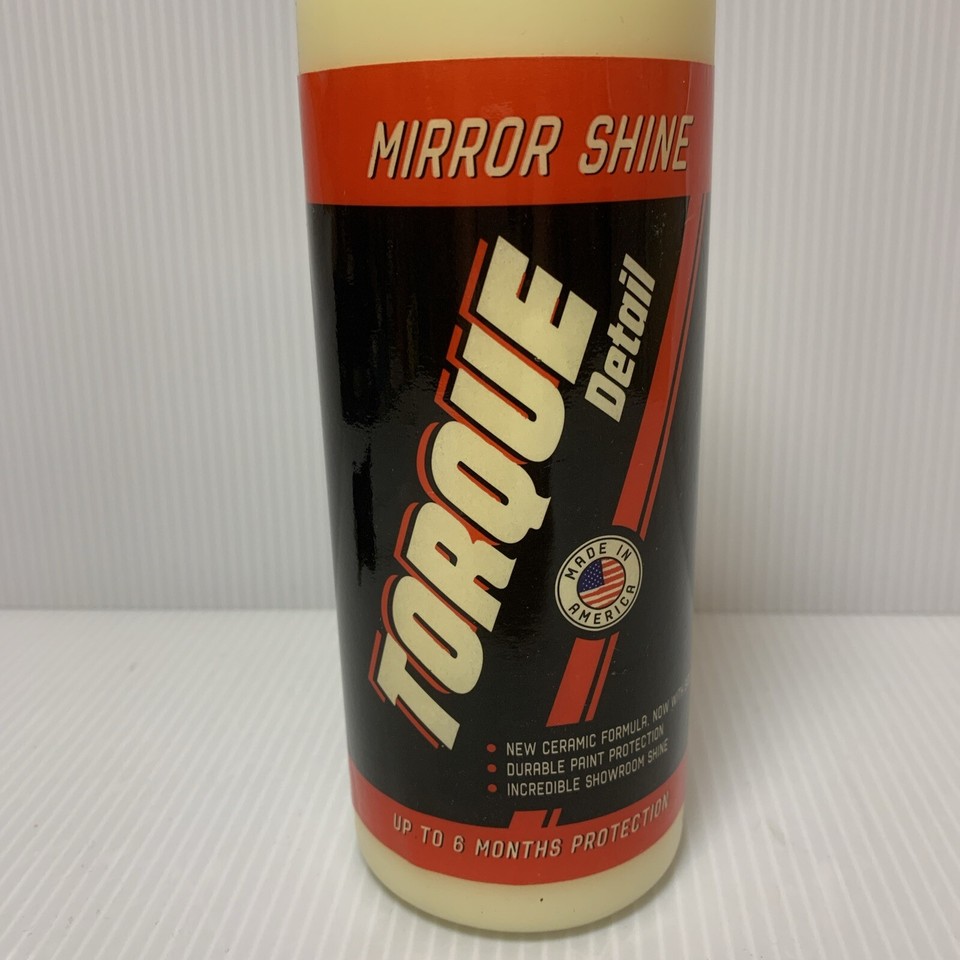 MIRROR SHINE
TORQUE
Detail
MADE IN
AMERICA
NEW CERAMIC FORMULA, NOW WITH
DURABLE PAINT PROTECTION
INCREDIBLE SHOWROOM SHINE
UP TO 6 MONTHS PROTECTION